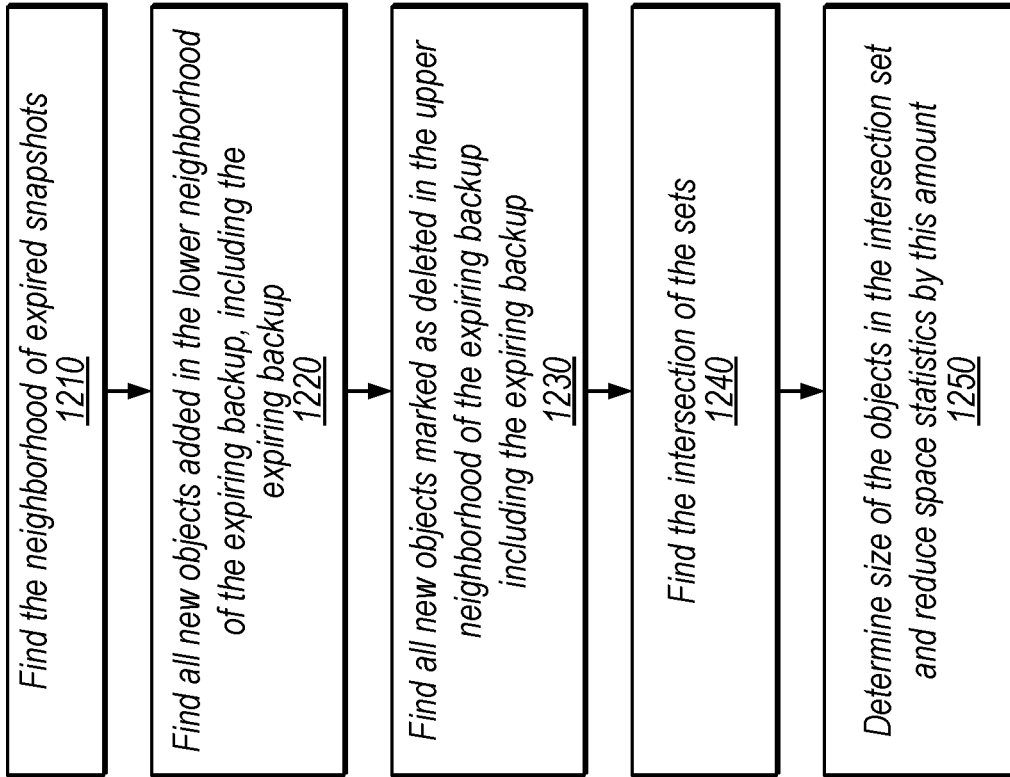 Find the neighborhood of expired snapshots
1210
Find all new objects added in the lower neighborhood
of the expiring backup, including the
expiring backup
1220
Find all new objects marked as deleted in the upper
neighborhood of the expiring backup
including the expiring backup
1230
Find the intersection of the sets
1240
Determine size of the objects in the intersection set
and reduce space statistics by this amount
1250